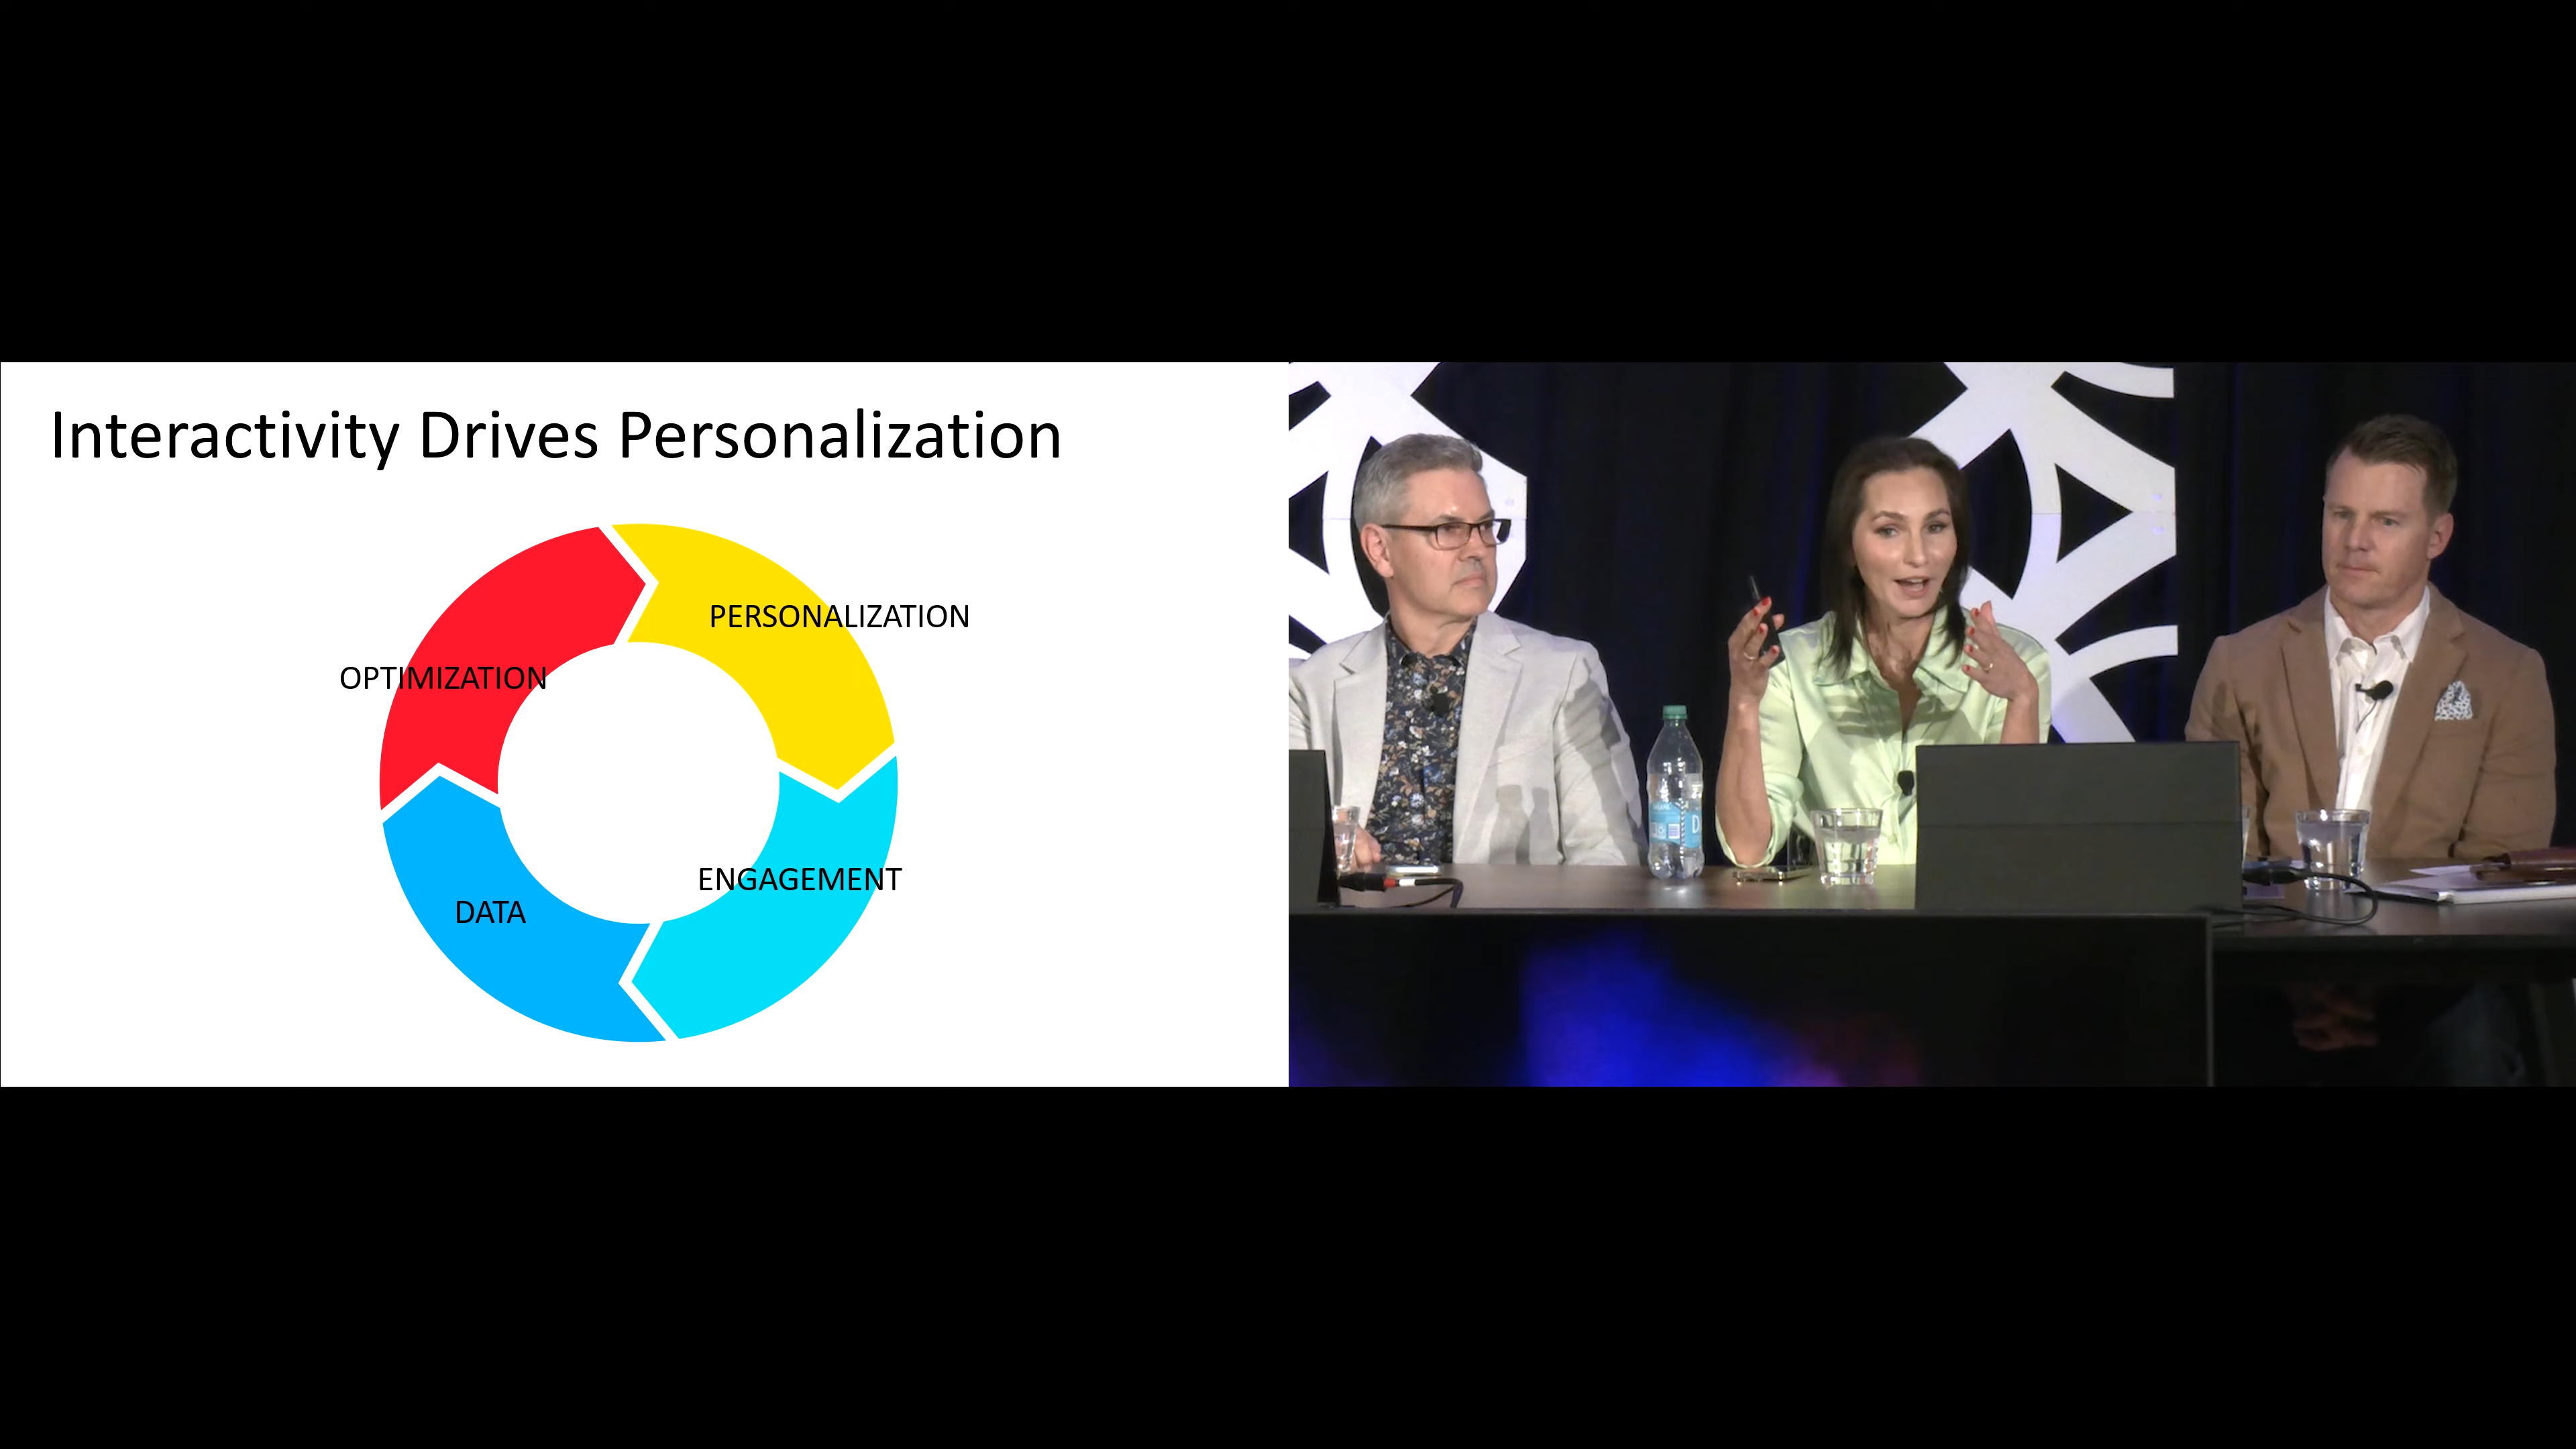 Interactivity Drives Personalization
PERSONALIZATION
OPTIMIZATION
ENGAGEMENT
DATA